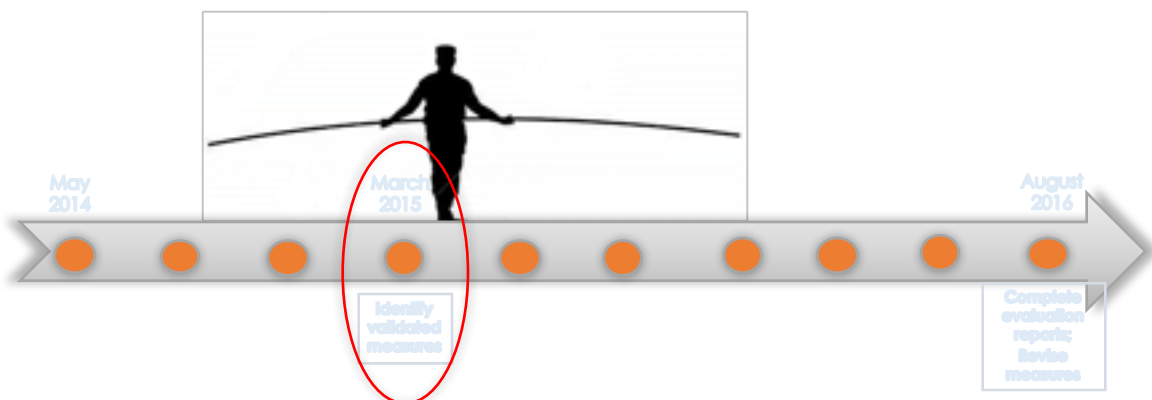 May
2014
March
2015
August
2016
Identify
validated
measures
Complete
evaluation
reports;
Revise
measures